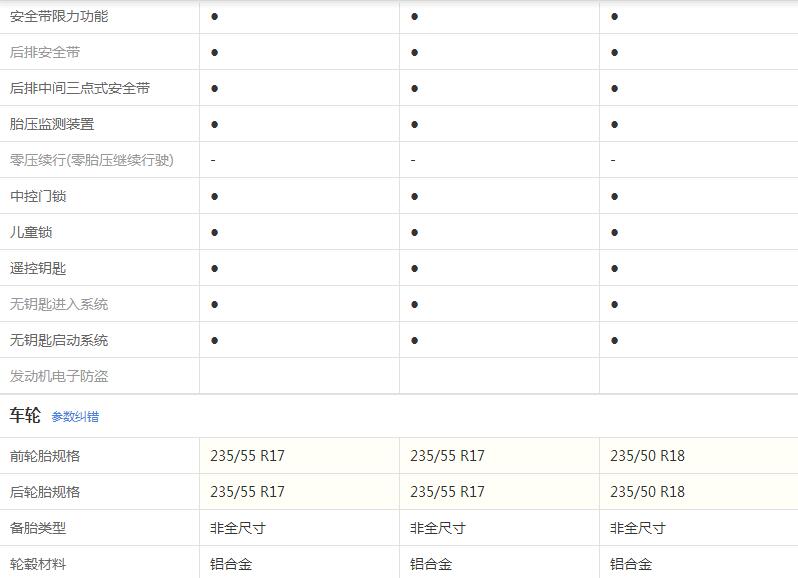 安全带限力功能 ● ● ●
后排安全带 ● ● ●
后排中间三点式安全带 ● ● ●
胎压监测装置 ● ● ●
零压续行(零胎压继续行驶) - - -
中控门锁 ● ● ●
儿童锁 ● ● ●
遥控钥匙 ● ● ●
无钥匙进入系统 ● ● ●
无钥匙启动系统 ● ● ●
发动机电子防盗
车轮 参数纠错
前轮胎规格 235/55 R17 235/55 R17 235/50 R18
后轮胎规格 235/55 R17 235/55 R17 235/50 R18
备胎类型 非全尺寸 非全尺寸 非全尺寸
轮毂材料 铝合金 铝合金 铝合金